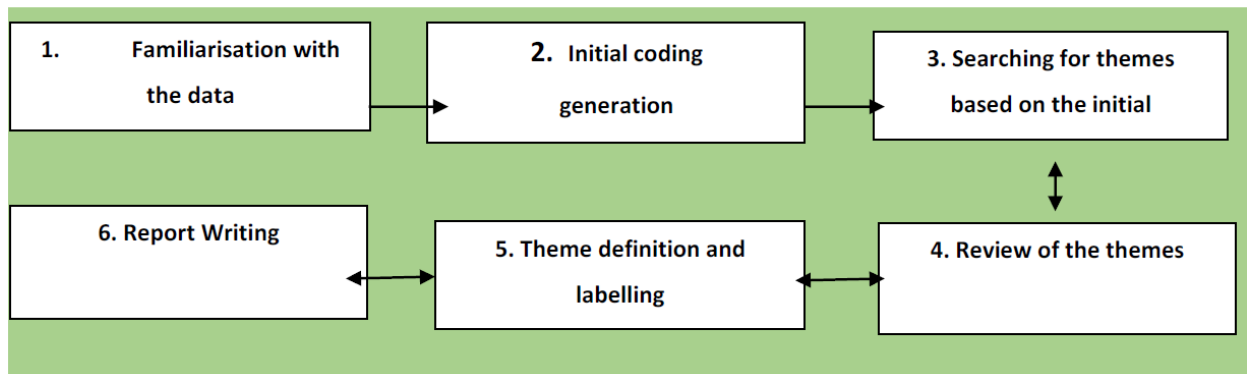 1. Familiarisation with
the data
2. Initial coding
generation
3. Searching for themes
based on the initial
4. Review of the themes
5. Theme definition and
labelling
6. Report Writing